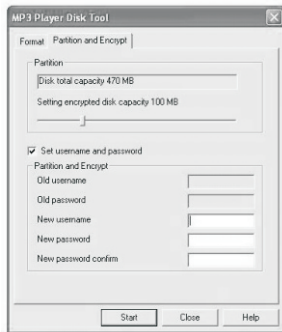 MP3 Player Disk Tool
Format Partition and Encrypt
Partition
Disk total capacity 470 MB
Setting encrypted disk capacity 100 MB
Set username and password
Partition and Encrypt
Old username
Old password
New username
New password
New password confirm
Start Close Help